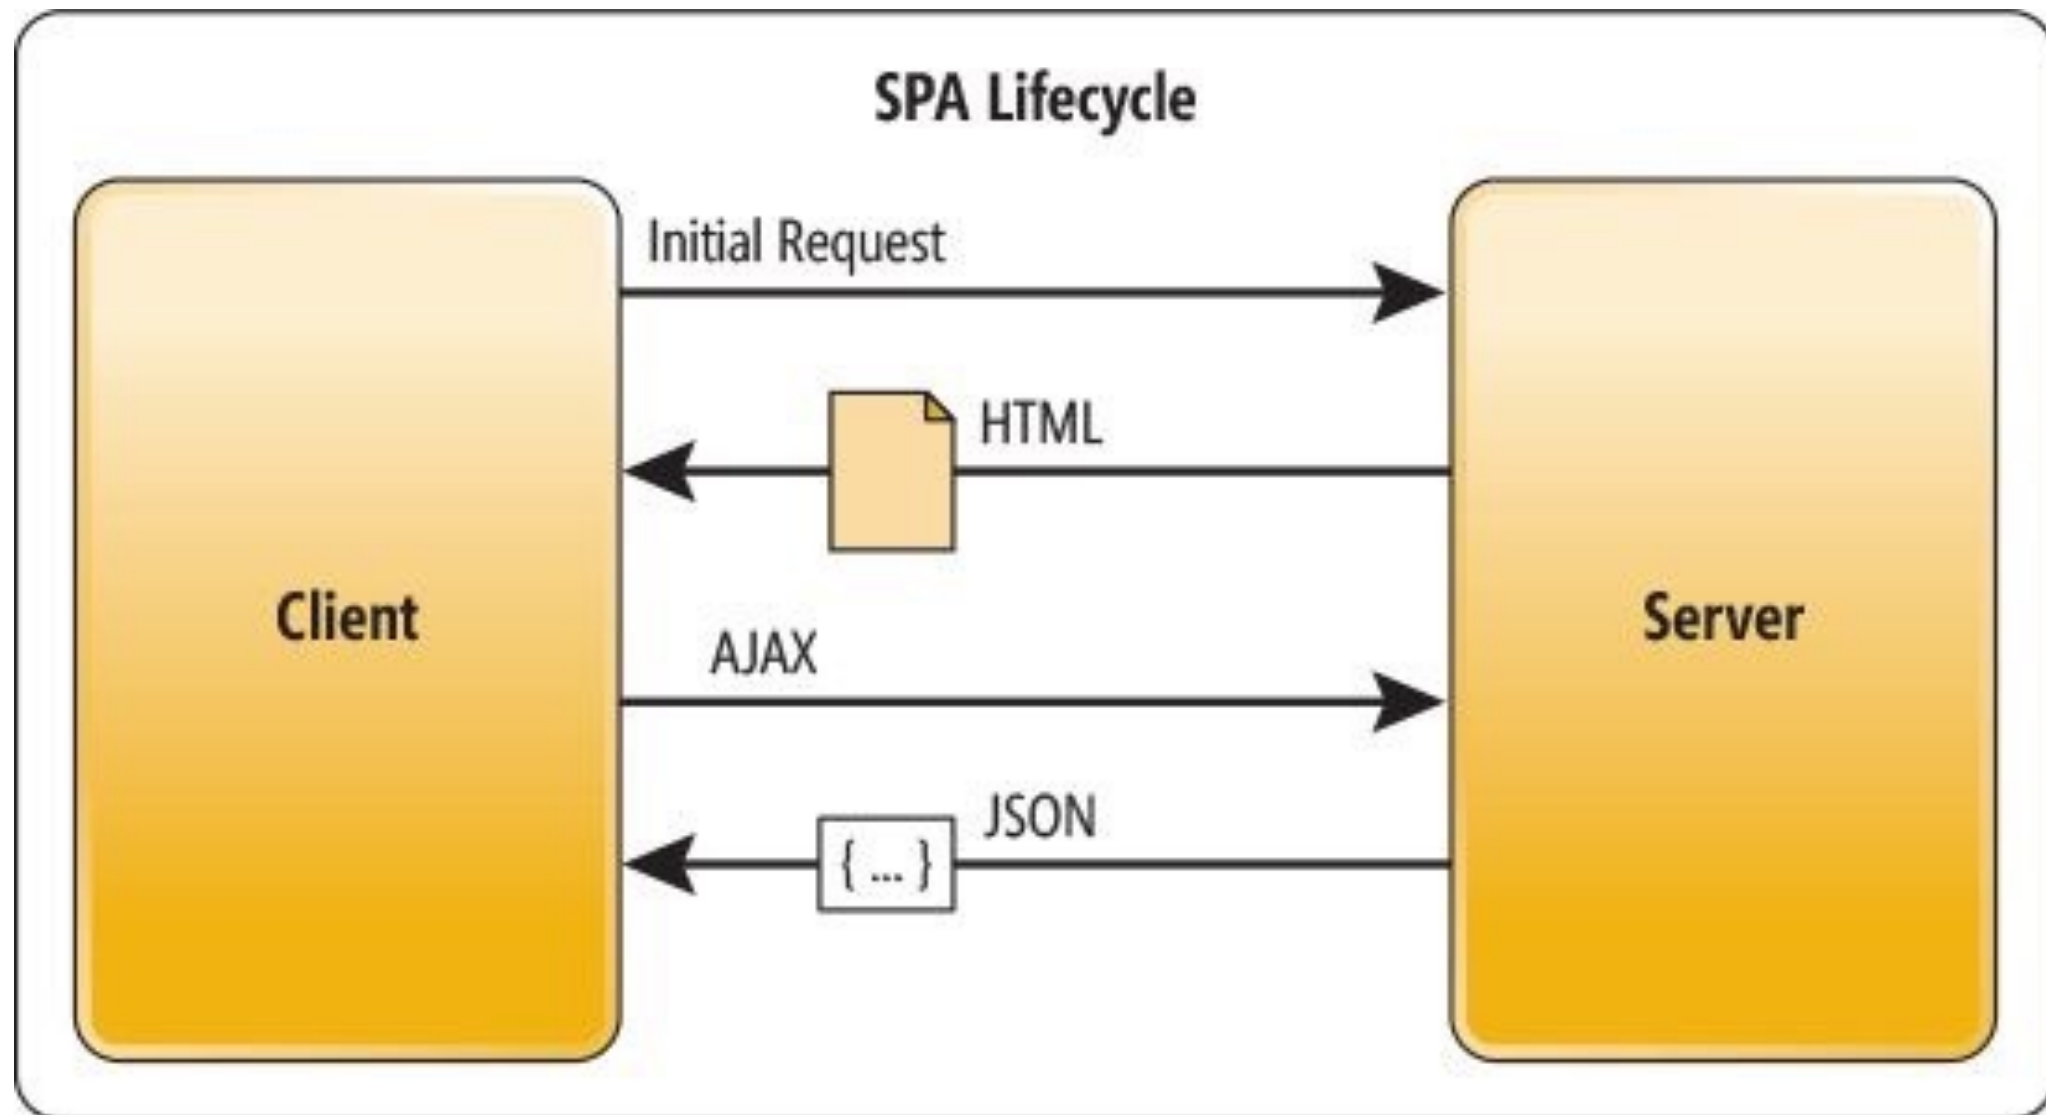 SPA Lifecycle
Initial Request
HTML
Client
Server
AJAX
JSON
{ ... }